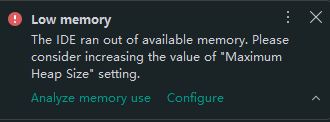 Low memory
The IDE ran out of available memory. Please
consider increasing the value of "Maximum
Heap Size" setting.
Analyze memory use Configure